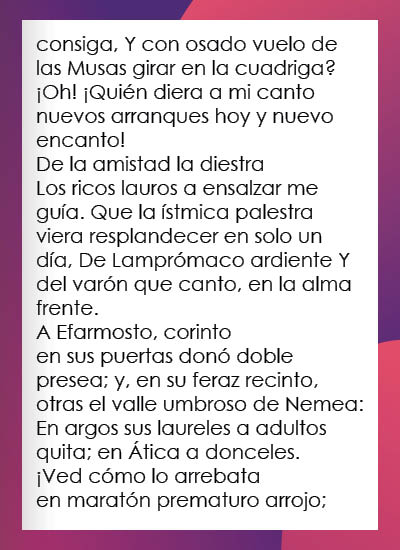 consiga, Y con osado vuelo de
las Musas girar en la cuadriga?
¡Oh! ¡Quién diera a mi canto
nuevos arranques hoy y nuevo
encanto!
De la amistad la diestra
Los ricos lauros a ensalzar me
guía. Que la ístmica palestra
viera resplandecer en solo un
día, De Lamprómaco ardiente Y
del varón que canto, en la alma
frente.
A Efarmosto, corinto
en sus puertas donó doble
presea; y, en su feraz recinto,
otras el valle umbroso de Nemea:
En argos sus laureles a adultos
quita; en Ática a donceles.
¡Ved cómo lo arrebata
en maratón prematuro arrojo;